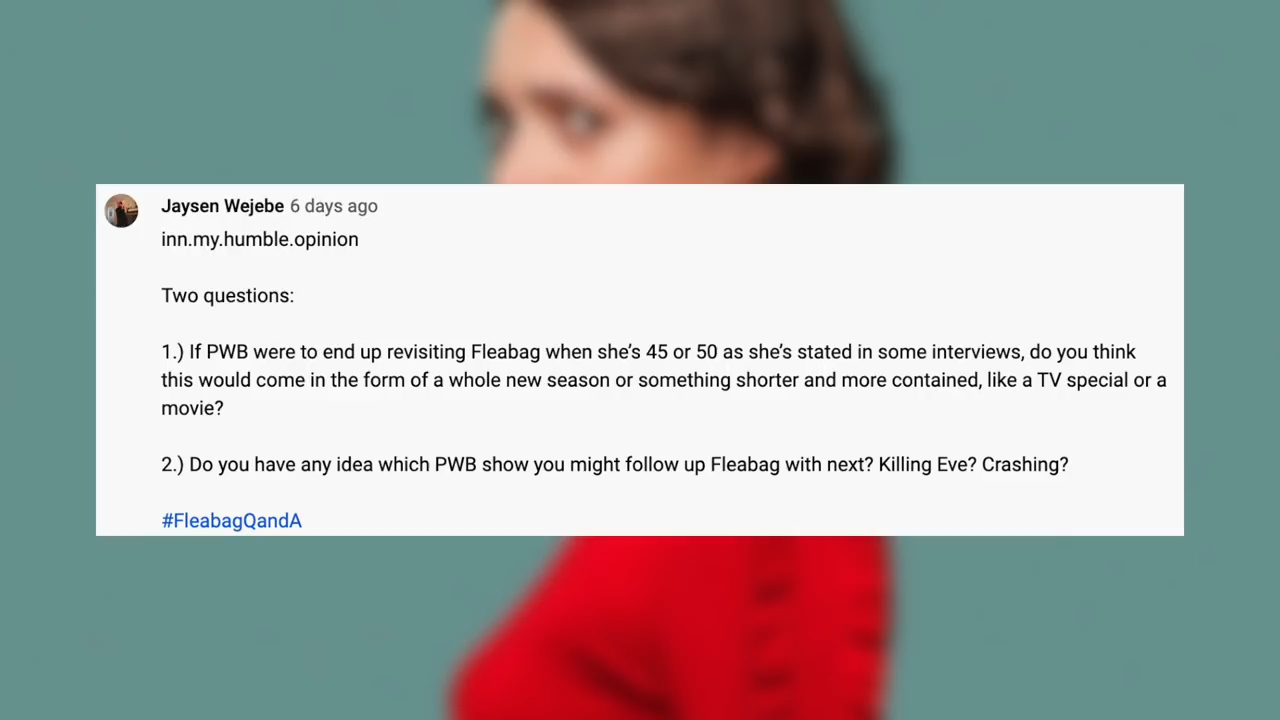 Jaysen Wejebe 6 days ago
inn.my.humble.opinion
Two questions:
1.) If PWB were to end up revisiting Fleabag when she’s 45 or 50 as she’s stated in some interviews, do you think
this would come in the form of a whole new season or something shorter and more contained, like a TV special or a
movie?
2.) Do you have any idea which PWB show you might follow up Fleabag with next? Killing Eve? Crashing?
#FleabagQandA